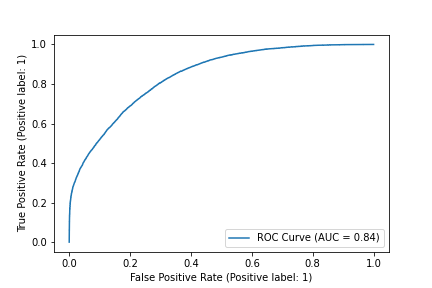 True Positive Rate (Positive label: 1)
1.0
0.8
0.6
0.4
0.2
0.0
ROC Curve (AUC = 0.84)
0.0 0.2 0.4 0.6 0.8 1.0
False Positive Rate (Positive label: 1)